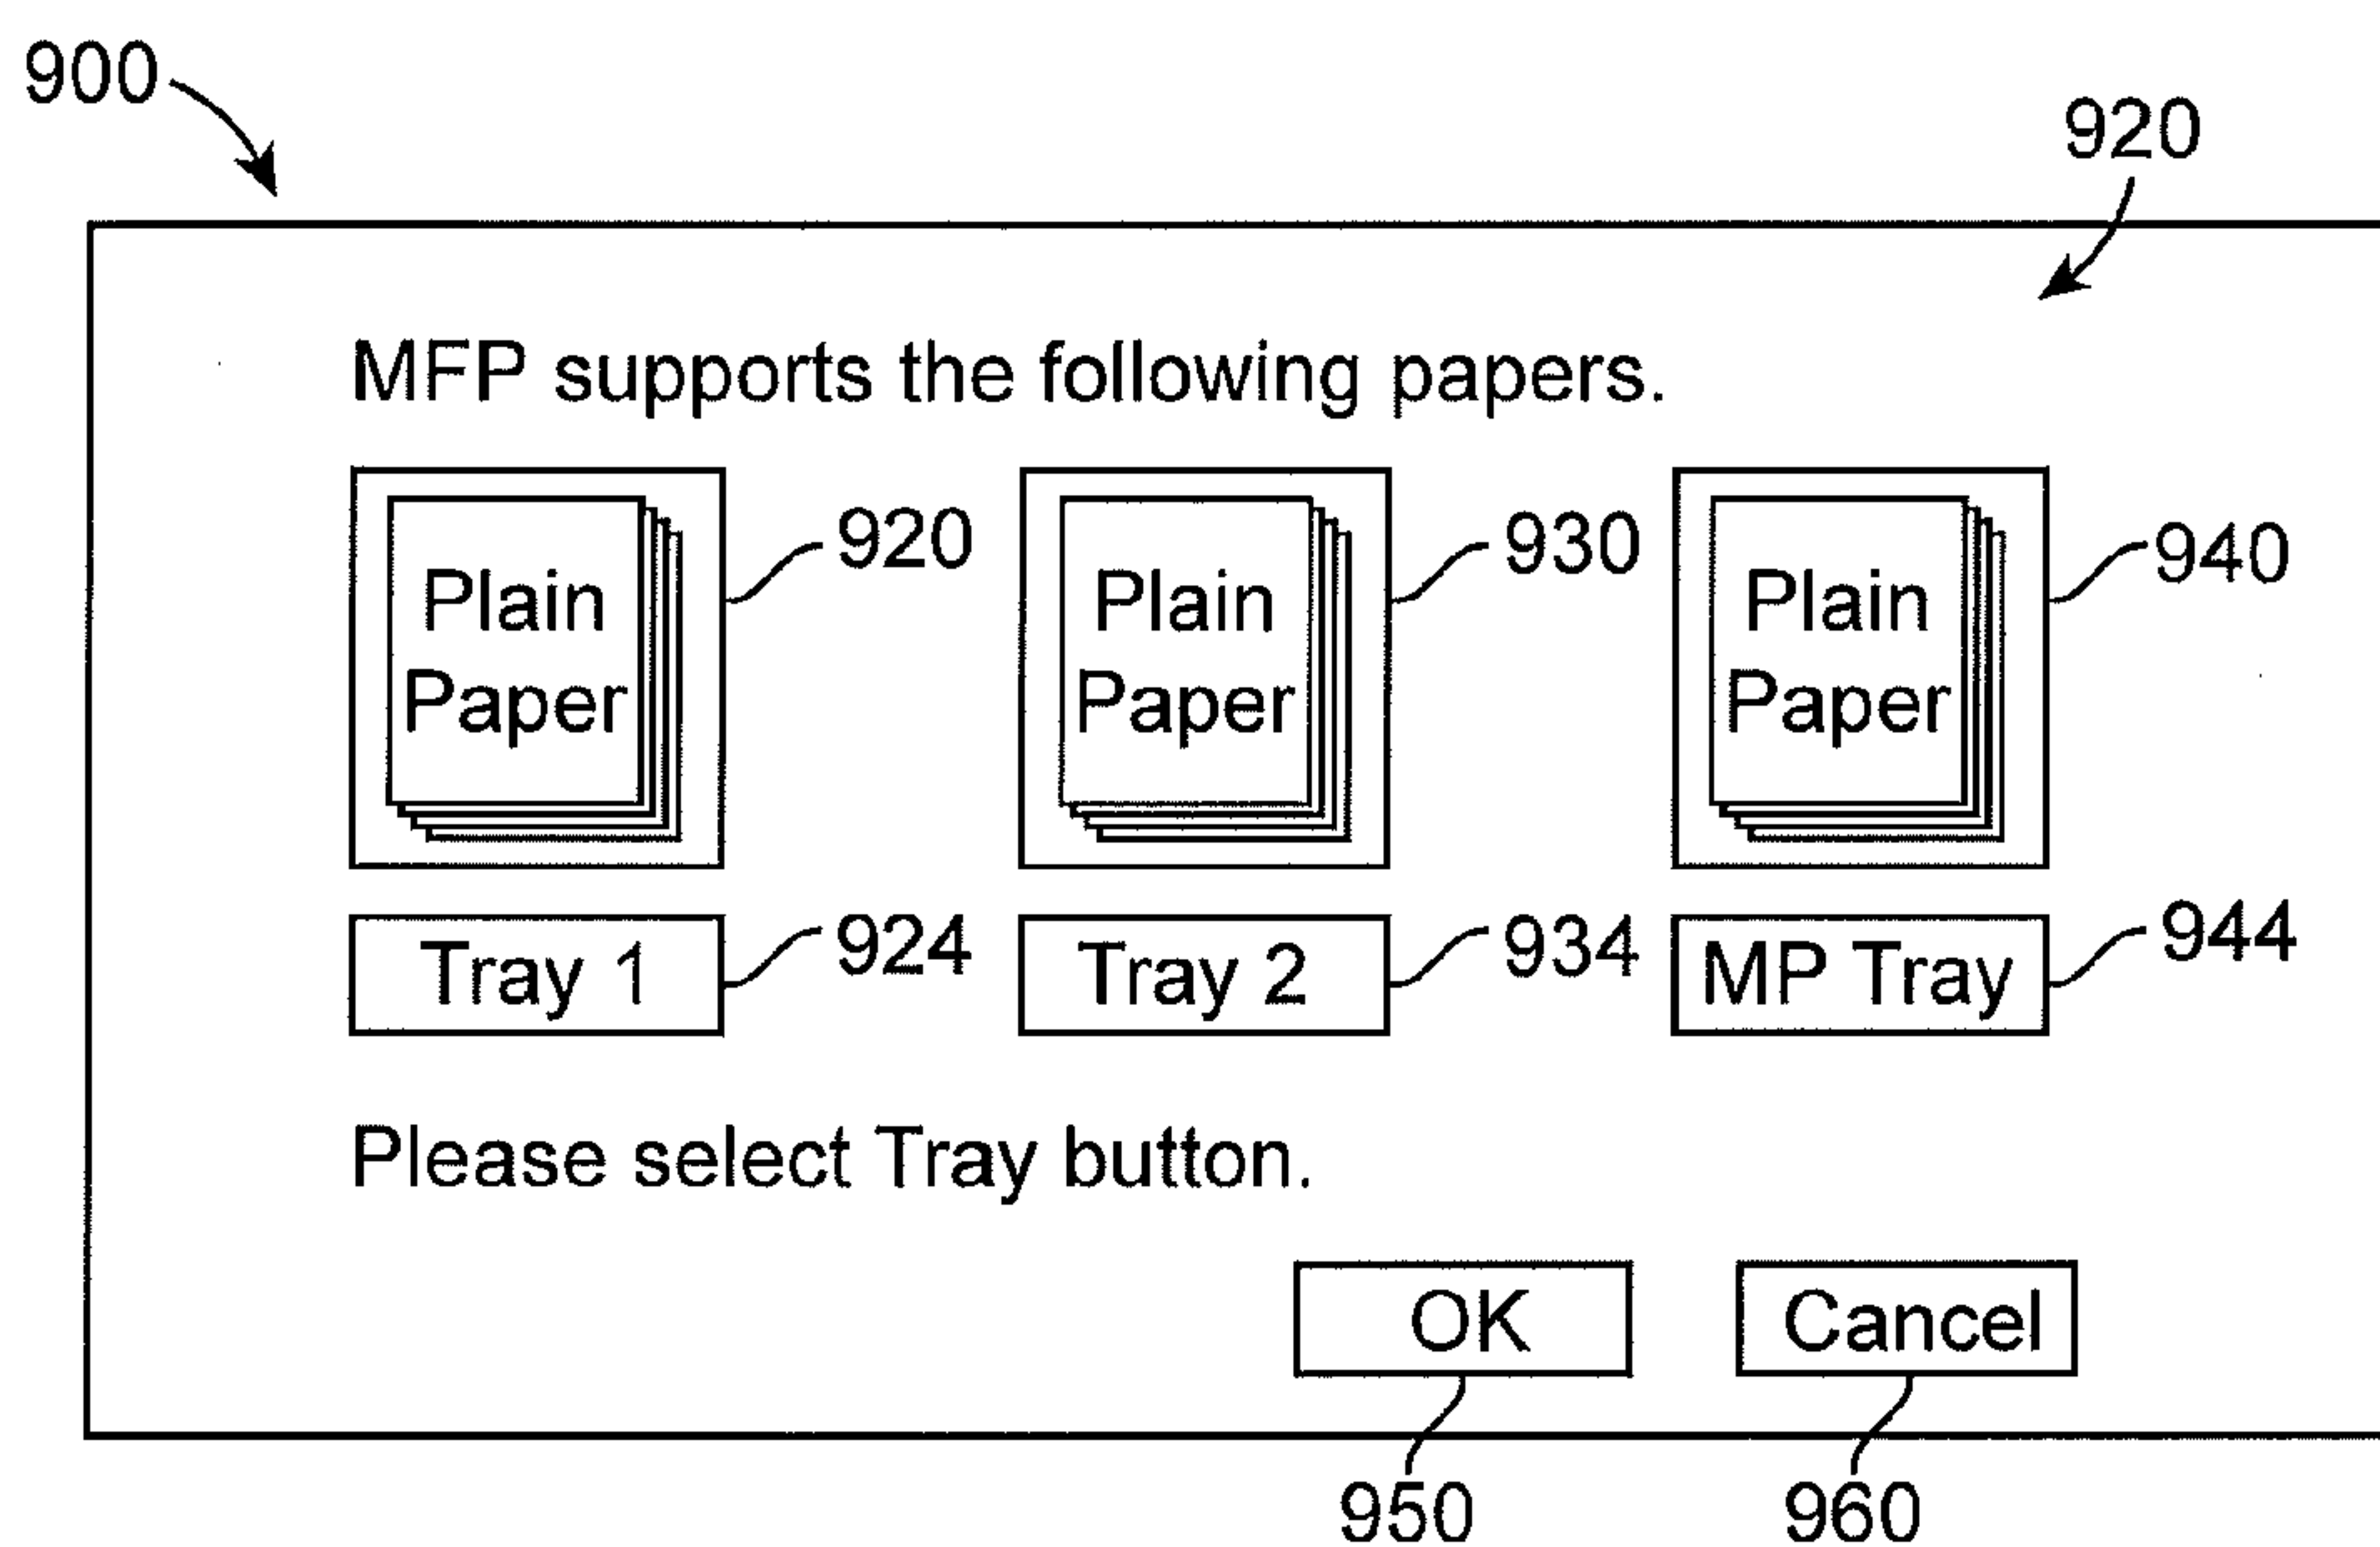 900
920
MFP supports the following papers.
Plain
Paper
920
Plain
Paper
930
Plain
Paper
940
Tray 1
924
Tray 2
934
MP Tray
944
Please select Tray button.
OK
Cancel
950
960